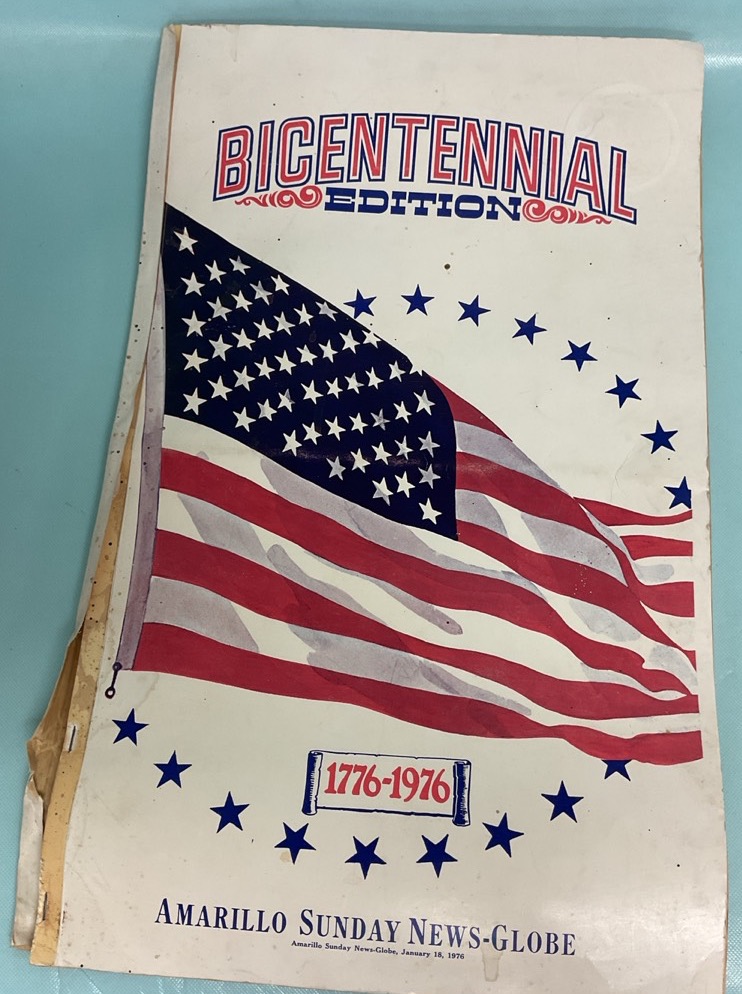 BICENTENNIAL
EDITION
1776-1976
AMARILLO SUNDAY NEWS-GLOBE
Amarillo Sunday News-Globe, January 18, 1976